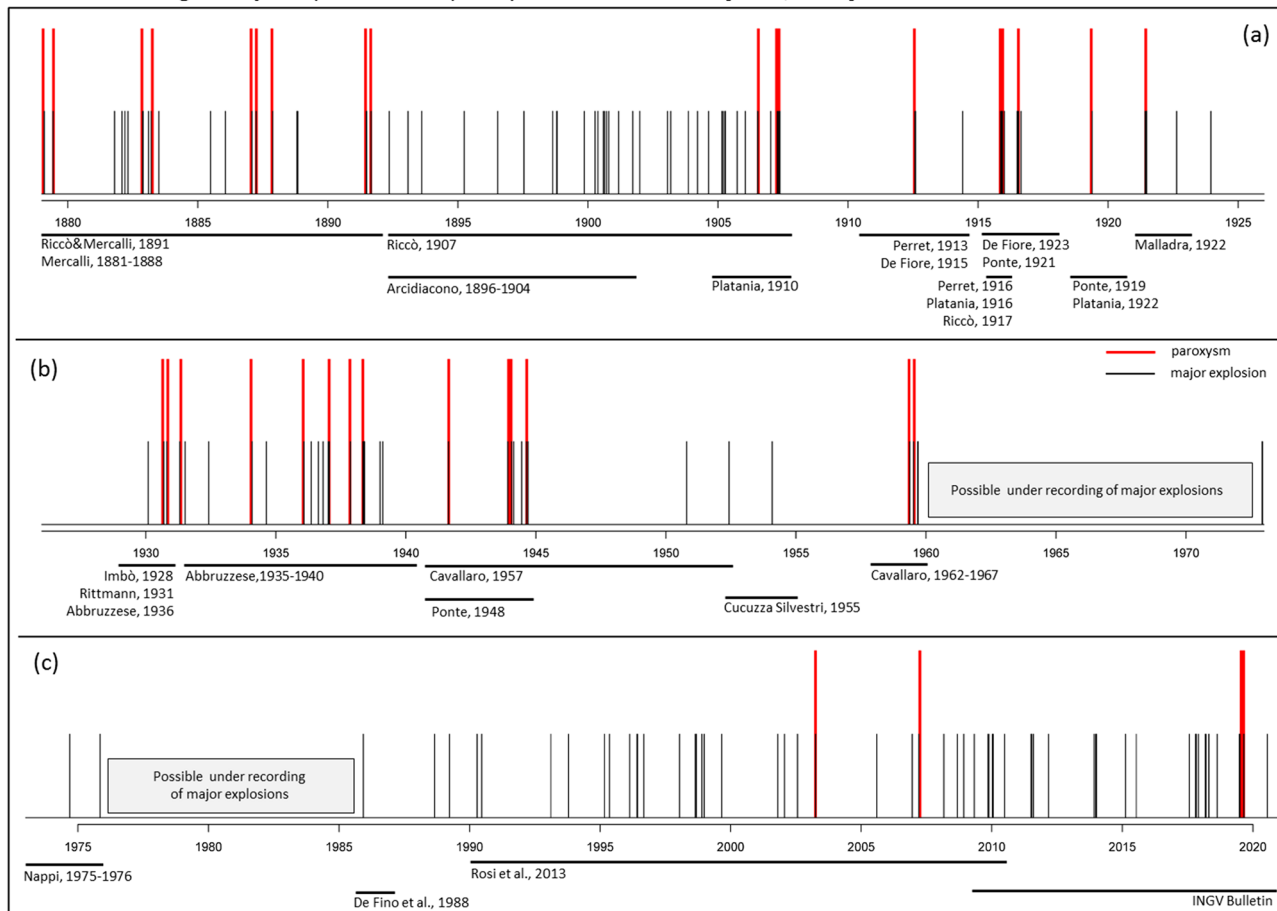 (a)
1880 1885 1890 1895 1900 1905 1910 1915 1920 1925
Riccò&Mercalli, 1891
Mercalli, 1881-1888
Riccò, 1907
Arcidiacono, 1896-1904
Platania, 1910
Perret, 1913
De Fiore, 1915
De Fiore, 1923
Ponte, 1921
Perret, 1916
Platania, 1916
Riccò, 1917
Ponte, 1919
Platania, 1922
Malladra, 1922
(b)
paroxysm
major explosion
Possible under recording of major explosions
1930 1935 1940 1945 1950 1955 1960 1965 1970
Imbò, 1928
Rittmann, 1931
Abbruzzese, 1936
Abbruzzese,1935-1940
Cavallaro, 1957
Ponte, 1948
Cucuzza Silvestri, 1955
Cavallaro, 1962-1967
(c)
Possible under recording
of major explosions
1975 1980 1985 1990 1995 2000 2005 2010 2015 2020
Nappi, 1975-1976
De Fino et al., 1988
Rosi et al., 2013
INGV Bulletin